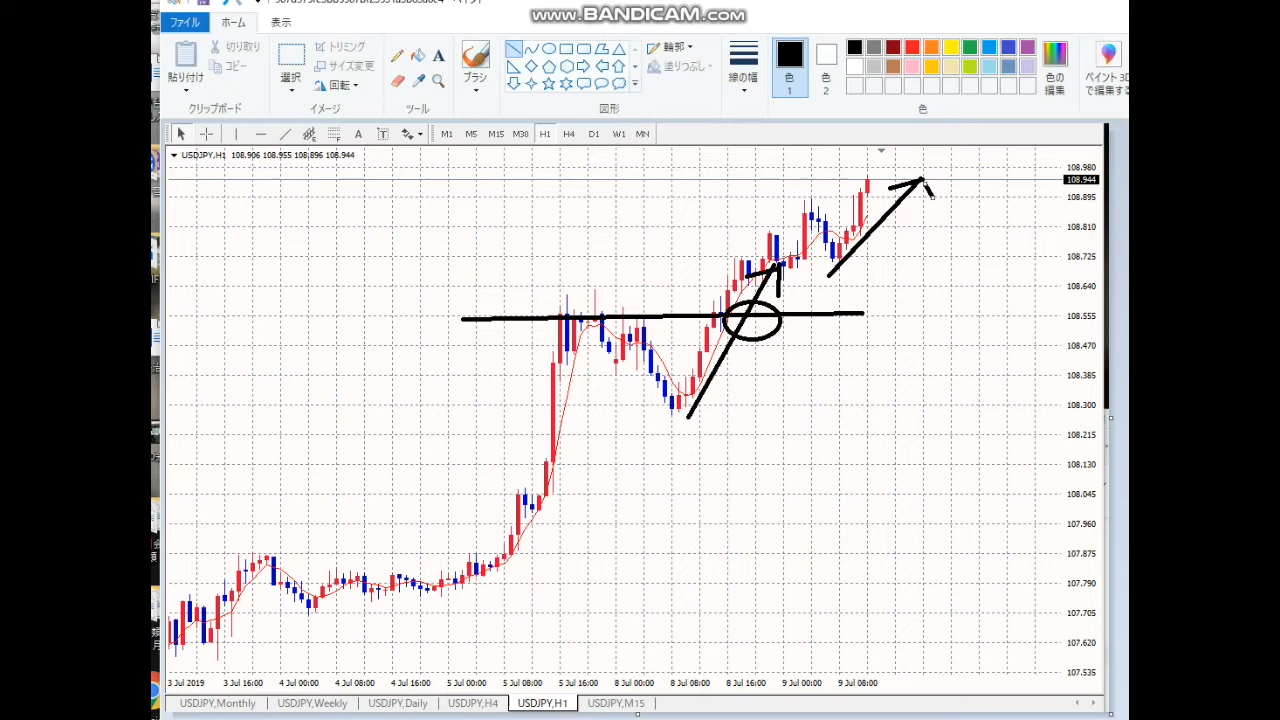 www.BANDICAM.com
ファイル ホーム 表示
貼り付け 切り取り コピー 選択 トリミング サイズ変更 回転 ブラシ 輪郭 塗りつぶし 線の幅 色 1 色 2 色の 編集 ペイント 3D で編集する
クリップボード イメージ ツール 図形 色
A T M1 M5 M15 M30 H1 H4 D1 W1 MN
USDJPY,H1 108.906 108.955 108.896 108.944
108.980
108.944
108.895
108.810
108.725
108.640
108.555
108.470
108.385
108.300
108.215
108.130
108.045
107.960
107.875
107.790
107.705
107.620
107.535
3 Jul 2019 3 Jul 16:00 4 Jul 00:00 4 Jul 08:00 4 Jul 16:00 5 Jul 00:00 5 Jul 08:00 5 Jul 16:00 8 Jul 00:00 8 Jul 08:00 8 Jul 16:00 9 Jul 00:00 9 Jul 08:00
USDJPY,Monthly USDJPY,Weekly USDJPY,Daily USDJPY,H4 USDJPY,H1 USDJPY,M15